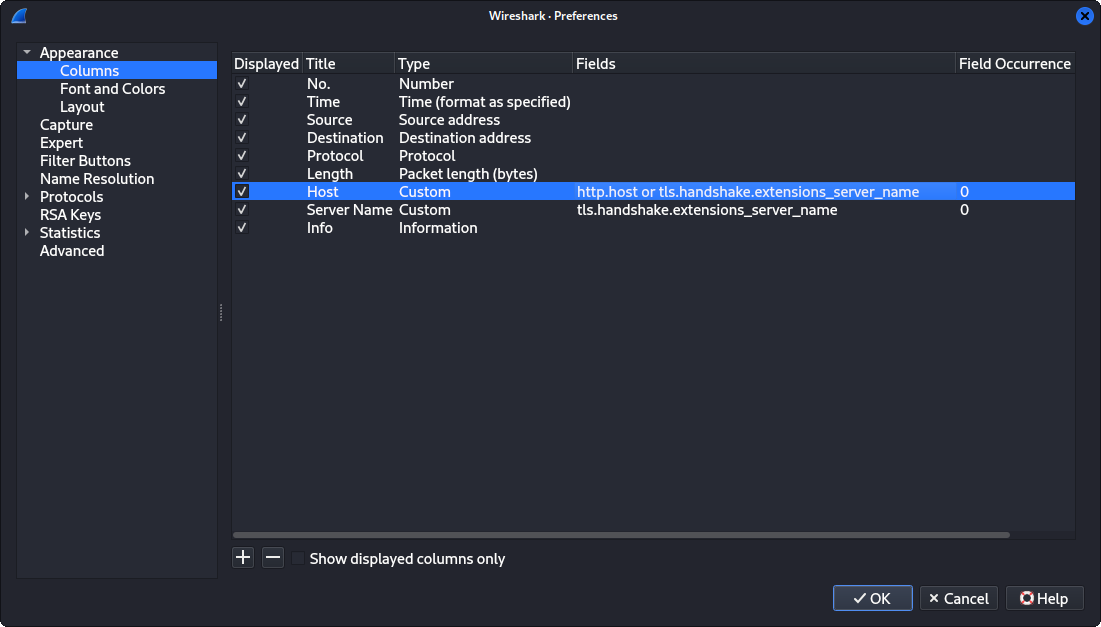 Wireshark · Preferences
Appearance
Columns
Font and Colors
Layout
Capture
Expert
Filter Buttons
Name Resolution
Protocols
RSA Keys
Statistics
Advanced
Displayed Title Type Fields Field Occurrence
No. Number
Time Time (format as specified)
Source Source address
Destination Destination address
Protocol Protocol
Length Packet length (bytes)
Host Custom http.host or tls.handshake.extensions_server_name 0
Server Name Custom tls.handshake.extensions_server_name 0
Info Information
Show displayed columns only
OK Cancel Help